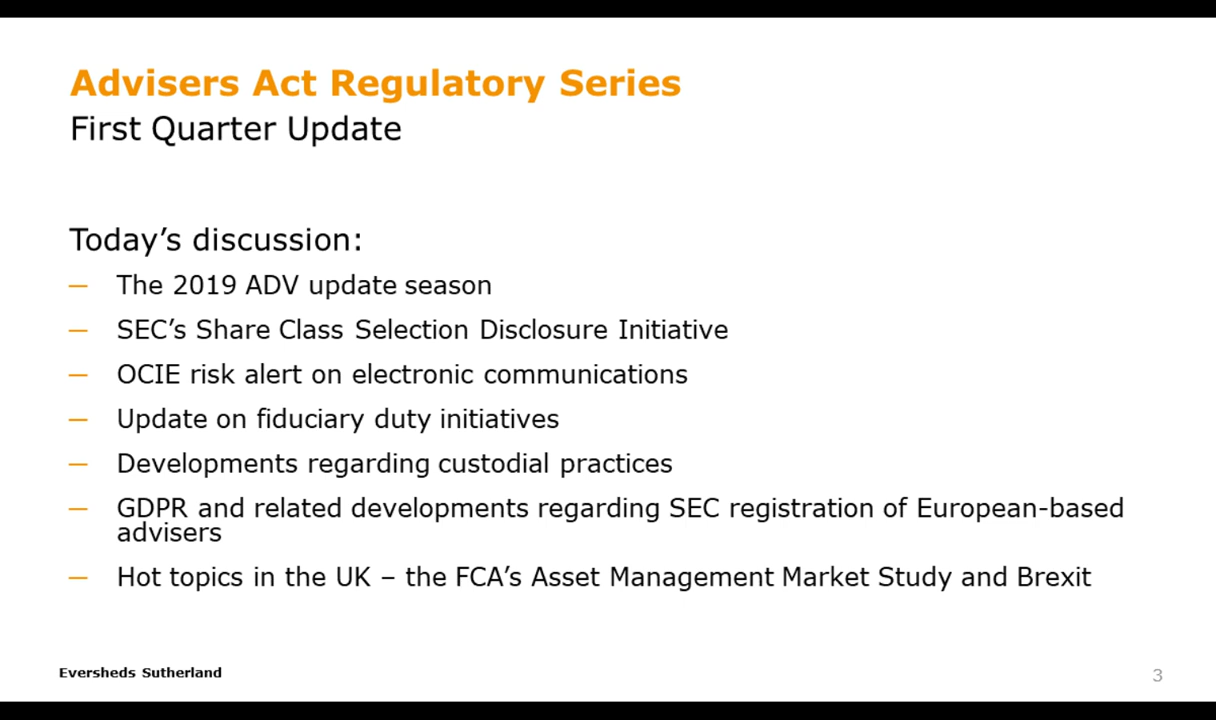 Advisers Act Regulatory Series
First Quarter Update
Today’s discussion:
— The 2019 ADV update season
— SEC’s Share Class Selection Disclosure Initiative
— OCIE risk alert on electronic communications
— Update on fiduciary duty initiatives
— Developments regarding custodial practices
— GDPR and related developments regarding SEC registration of European-based
advisers
— Hot topics in the UK – the FCA’s Asset Management Market Study and Brexit
Eversheds Sutherland
3